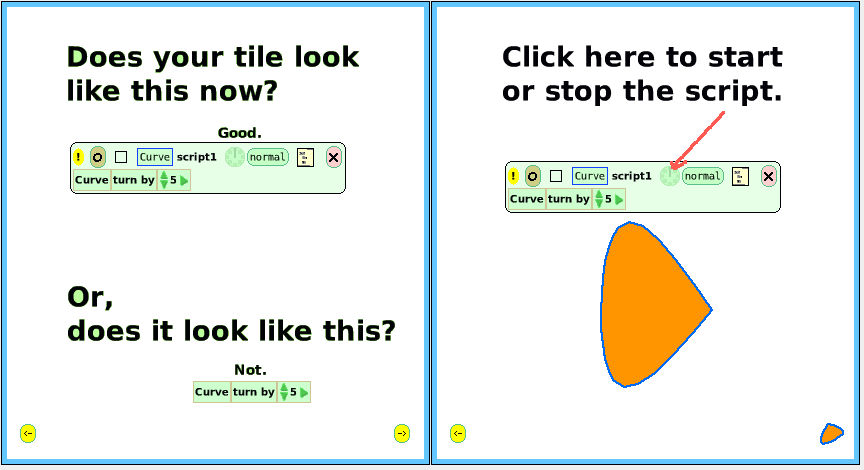 Does your tile look
like this now?
Good.
! Curve script1 normal
Curve turn by 5
Or,
does it look like this?
Not.
Curve turn by 5
<- ->
Click here to start
or stop the script.
! Curve script1 normal
Curve turn by 5
<-